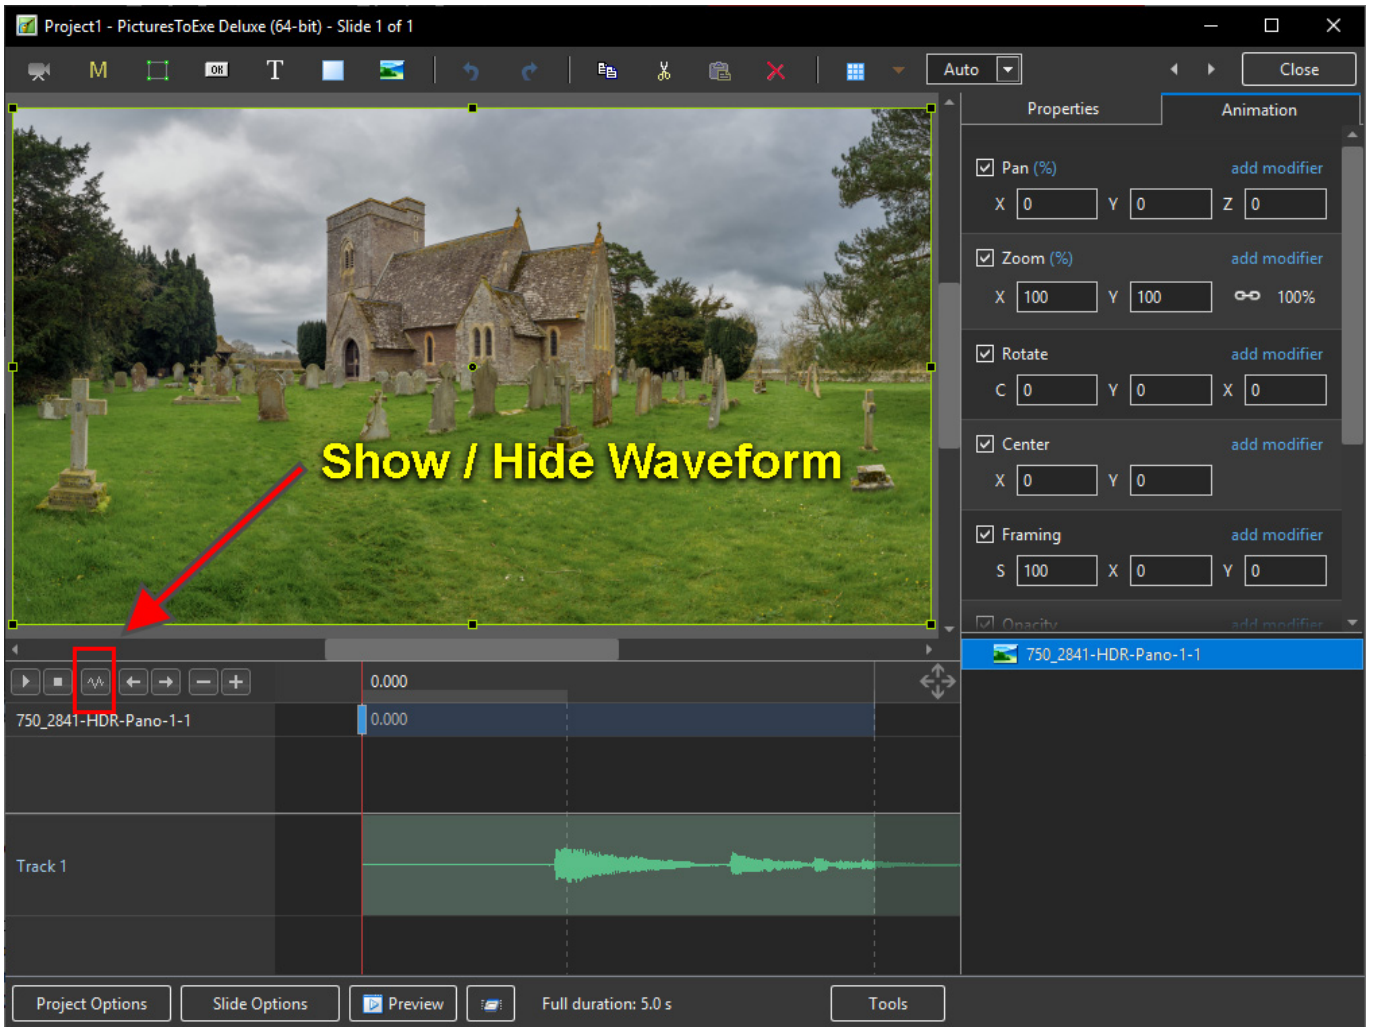 Project1 - PicturesToExe Deluxe (64-bit) - Slide 1 of 1
M OK T Auto Close
Properties Animation
Pan (%) add modifier
X 0 Y 0 Z 0
Zoom (%) add modifier
X 100 Y 100 100%
Rotate add modifier
C 0 Y 0 X 0
Center add modifier
X 0 Y 0
Framing add modifier
S 100 X 0 Y 0
Opacity add modifier
Show / Hide Waveform
750_2841-HDR-Pano-1-1
0.000
750_2841-HDR-Pano-1-1 0.000
Track 1
Project Options Slide Options Preview Full duration: 5.0 s Tools